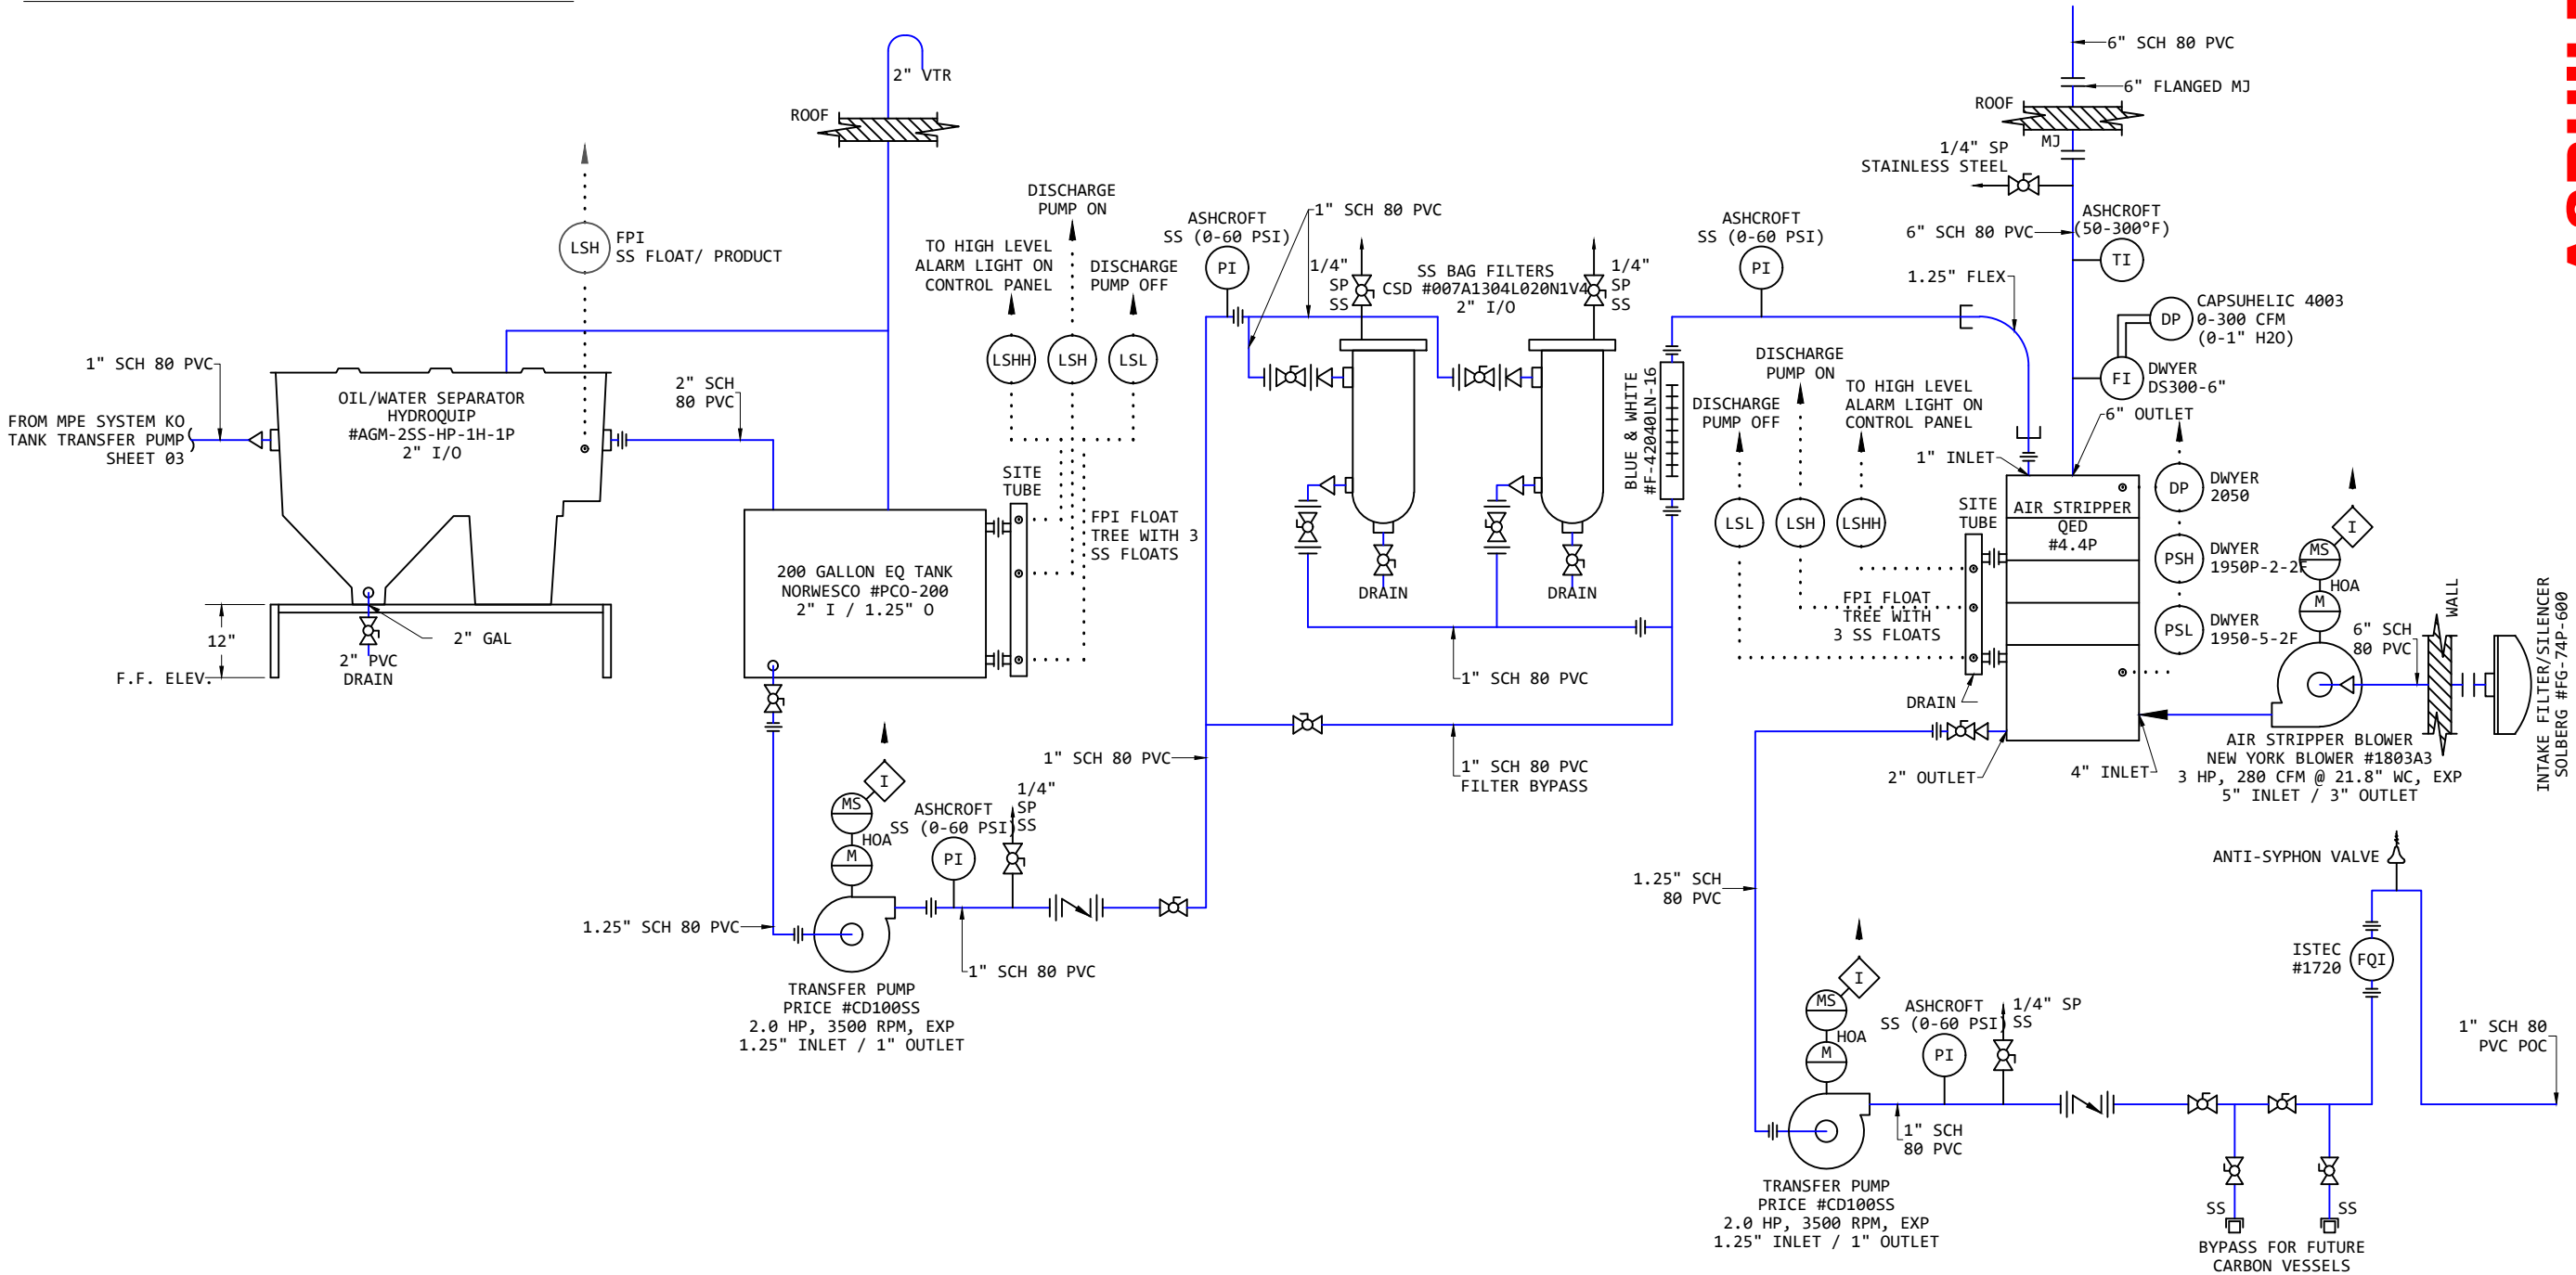 2" VTR
ROOF
LSH
FPI
SS FLOAT/ PRODUCT
1" SCH 80 PVC
FROM MPE SYSTEM KO
TANK TRANSFER PUMP
SHEET 03
OIL/WATER SEPARATOR
HYDROQUIP
#AGM-2SS-HP-1H-1P
2" I/O
2" SCH
80 PVC
12"
F.F. ELEV.
2" GAL
2" PVC
DRAIN
200 GALLON EQ TANK
NORWESCO #PCO-200
2" I / 1.25" O
SITE
TUBE
FPI FLOAT
TREE WITH 3
SS FLOATS
TO HIGH LEVEL
ALARM LIGHT ON
CONTROL PANEL
DISCHARGE
PUMP ON
DISCHARGE
PUMP OFF
LSHH
LSH
LSL
1.25" SCH 80 PVC
MS
I
HOA
M
TRANSFER PUMP
PRICE #CD100SS
2.0 HP, 3500 RPM, EXP
1.25" INLET / 1" OUTLET
ASHCROFT
SS (0-60 PSI)
PI
1/4"
SP
SS
1" SCH 80 PVC
1" SCH 80 PVC
ASHCROFT
SS (0-60 PSI)
PI
1" SCH 80 PVC
1/4"
SP
SS
SS BAG FILTERS
CSD #007A1304L020N1V4
2" I/O
1/4"
SP
SS
DRAIN
DRAIN
1" SCH 80 PVC
1" SCH 80 PVC
FILTER BYPASS
BLUE & WHITE
#F-42040LN-16
ASHCROFT
SS (0-60 PSI)
PI
1.25" FLEX
DISCHARGE
PUMP OFF
DISCHARGE
PUMP ON
TO HIGH LEVEL
ALARM LIGHT ON
CONTROL PANEL
LSL
LSH
LSHH
FPI FLOAT
TREE WITH
3 SS FLOATS
SITE
TUBE
DRAIN
1" INLET
6" OUTLET
AIR STRIPPER
QED
#4.4P
2" OUTLET
4" INLET
6" SCH 80 PVC
6" FLANGED MJ
ROOF
MJ
1/4" SP
STAINLESS STEEL
6" SCH 80 PVC
ASHCROFT
(50-300°F)
TI
DP
CAPSUHELIC 4003
0-300 CFM
(0-1" H2O)
FI
DWYER
DS300-6"
DP
DWYER
2050
PSH
DWYER
1950P-2-2F
PSL
DWYER
1950-5-2F
MS
I
HOA
M
6" SCH
80 PVC
WALL
INTAKE FILTER/SILENCER
SOLBERG #FG-74P-600
AIR STRIPPER BLOWER
NEW YORK BLOWER #1803A3
3 HP, 280 CFM @ 21.8" WC, EXP
5" INLET / 3" OUTLET
1.25" SCH
80 PVC
MS
I
HOA
M
TRANSFER PUMP
PRICE #CD100SS
2.0 HP, 3500 RPM, EXP
1.25" INLET / 1" OUTLET
ASHCROFT
SS (0-60 PSI)
PI
1/4" SP
SS
1" SCH
80 PVC
SS
SS
BYPASS FOR FUTURE
CARBON VESSELS
ISTEC
#1720
FQI
ANTI-SYPHON VALVE
1" SCH 80
PVC POC